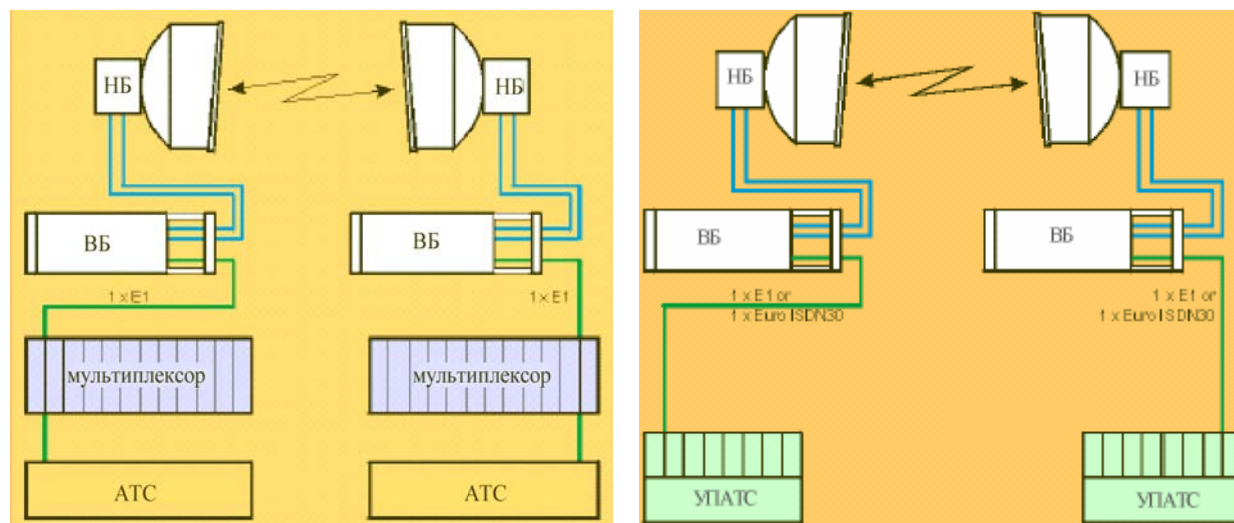 НБ
НБ
ВБ
ВБ
1 x E1
1 x E1
мультиплексор
мультиплексор
АТС
АТС
НБ
НБ
ВБ
ВБ
1 x E1 or
1 x Euro ISDN30
1 x E1 or
1 x Euro ISDN30
УПАТС
УПАТС